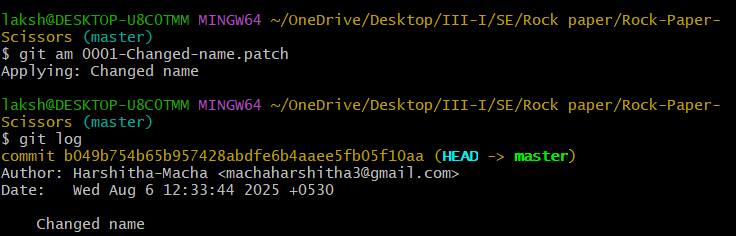 laksh@DESKTOP-U8C0TMM MINGW64 ~/OneDrive/Desktop/III-I/SE/Rock paper/Rock-Paper-
Scissors (master)
$ git am 0001-Changed-name.patch
Applying: Changed name
laksh@DESKTOP-U8C0TMM MINGW64 ~/OneDrive/Desktop/III-I/SE/Rock paper/Rock-Paper-
Scissors (master)
$ git log
commit b049b754b65b957428abdfe6b4aaee5fb05f10aa (HEAD -> master)
Author: Harshitha-Macha <machaharshitha3@gmail.com>
Date:   Wed Aug 6 12:33:44 2025 +0530
    Changed name